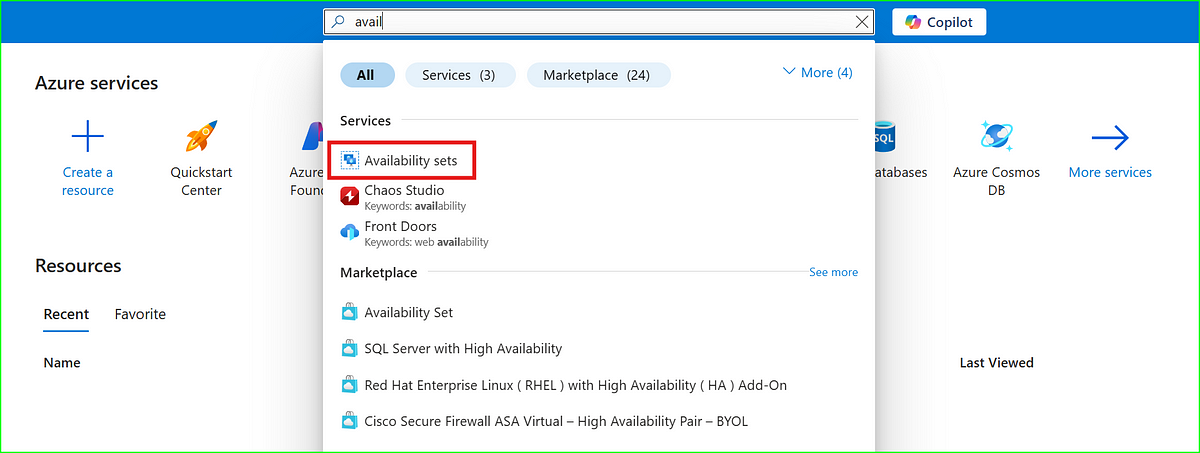 avail
Copilot
All
Services (3)
Marketplace (24)
More (4)
Azure services
Services
Create a
resource
Quickstart
Center
Azure
Foun
Availability sets
Chaos Studio
Keywords: availability
Front Doors
Keywords: web availability
SQL
atabases
Azure Cosmos
DB
More services
Resources
Marketplace
See more
Recent
Favorite
Availability Set
SQL Server with High Availability
Name
Last Viewed
Red Hat Enterprise Linux ( RHEL ) with High Availability ( HA ) Add-On
Cisco Secure Firewall ASA Virtual – High Availability Pair – BYOL